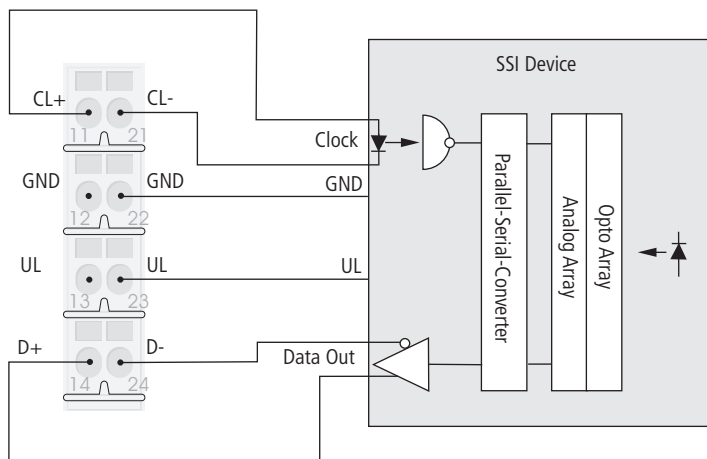 SSI Device
CL+ CL-
11 21
Clock
GND GND GND
12 22
UL UL UL
13 23
D+ D-
14 24
Data Out
Parallel-Serial-Converter
Analog Array
Opto Array